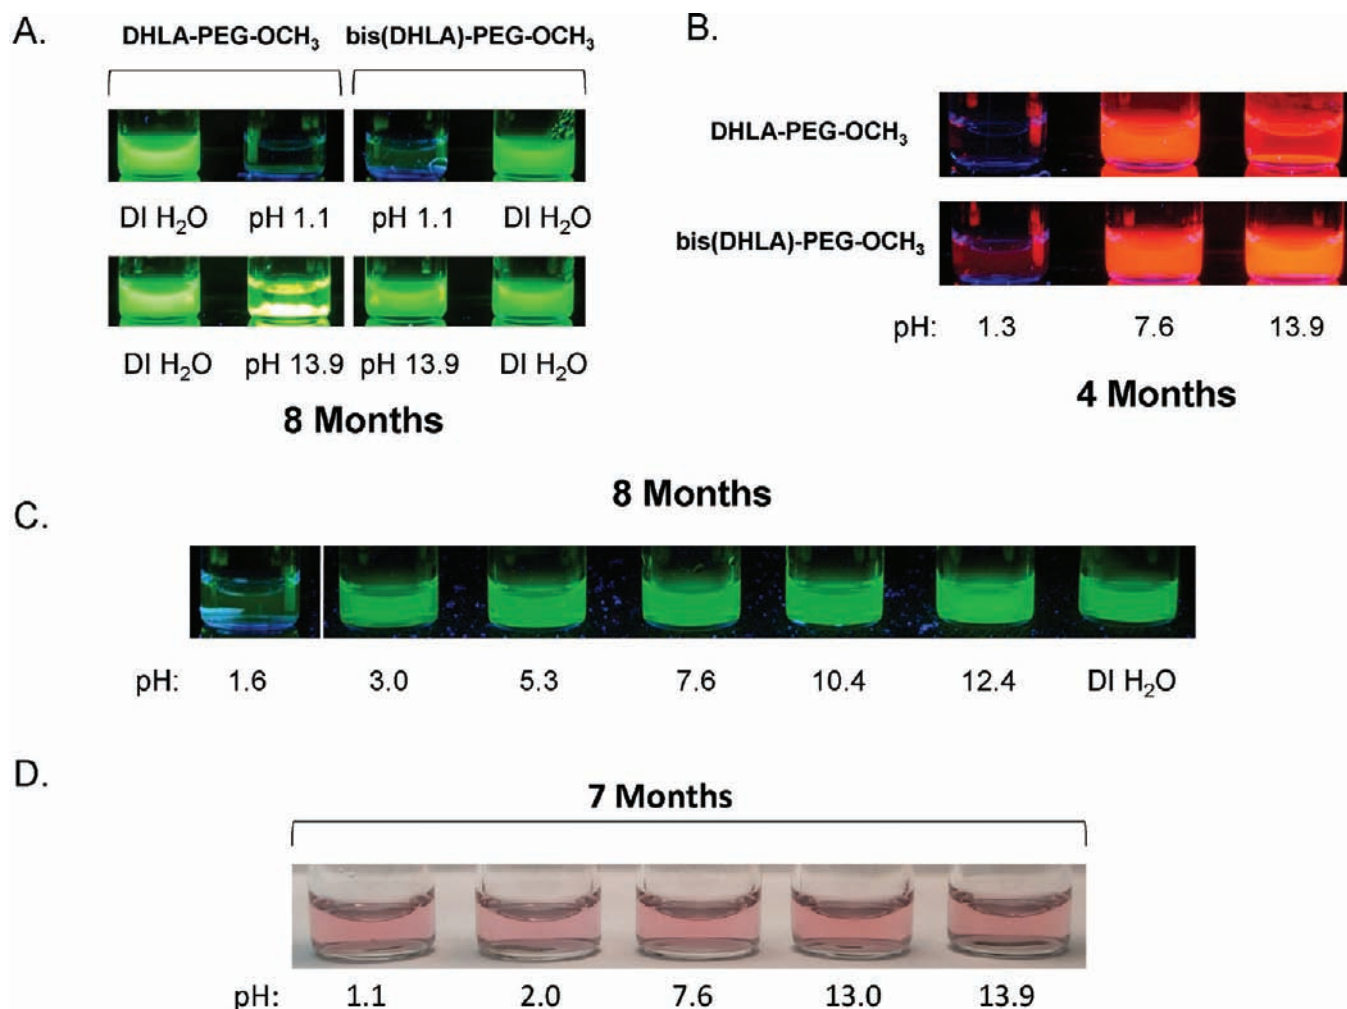 A.
DHLA-PEG-OCH₃ bis(DHLA)-PEG-OCH₃
DI H₂O pH 1.1 pH 1.1 DI H₂O
DI H₂O pH 13.9 pH 13.9 DI H₂O
8 Months
B.
DHLA-PEG-OCH₃
bis(DHLA)-PEG-OCH₃
pH: 1.3 7.6 13.9
4 Months
8 Months
C.
pH: 1.6 3.0 5.3 7.6 10.4 12.4 DI H₂O
D.
7 Months
pH: 1.1 2.0 7.6 13.0 13.9